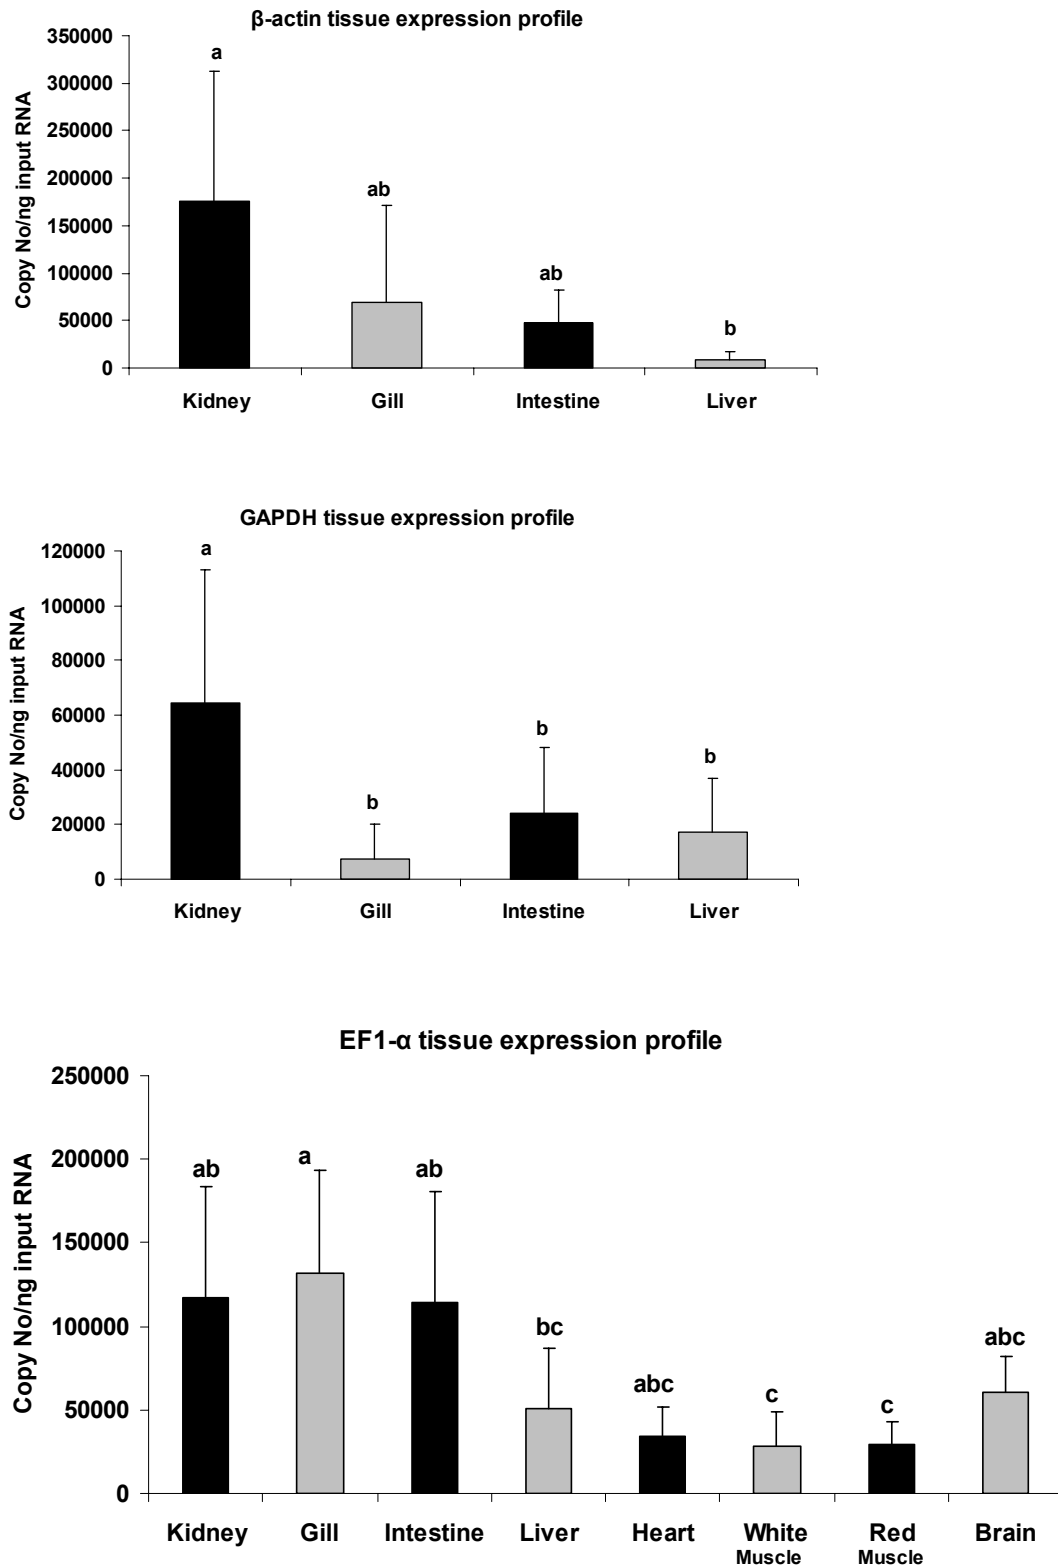 β-actin tissue expression profile
Copy No/ng input RNA
350000
300000
250000
200000
150000
100000
50000
0
a
ab
ab
b
Kidney Gill Intestine Liver
GAPDH tissue expression profile
Copy No/ng input RNA
120000
100000
80000
60000
40000
20000
0
a
b
b
b
Kidney Gill Intestine Liver
EF1-α tissue expression profile
Copy No/ng input RNA
250000
200000
150000
100000
50000
0
ab
a
ab
bc
abc
c
c
abc
Kidney Gill Intestine Liver Heart White Red Brain
Muscle Muscle